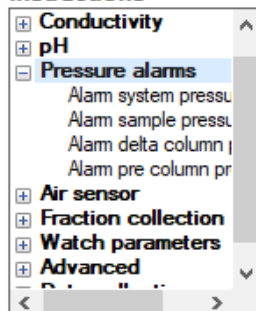 Conductivity
pH
Pressure alarms
Alarm system pressu
Alarm sample pressu
Alarm delta column
Alarm pre column pr
Air sensor
Fraction collection
Watch parameters
Advanced